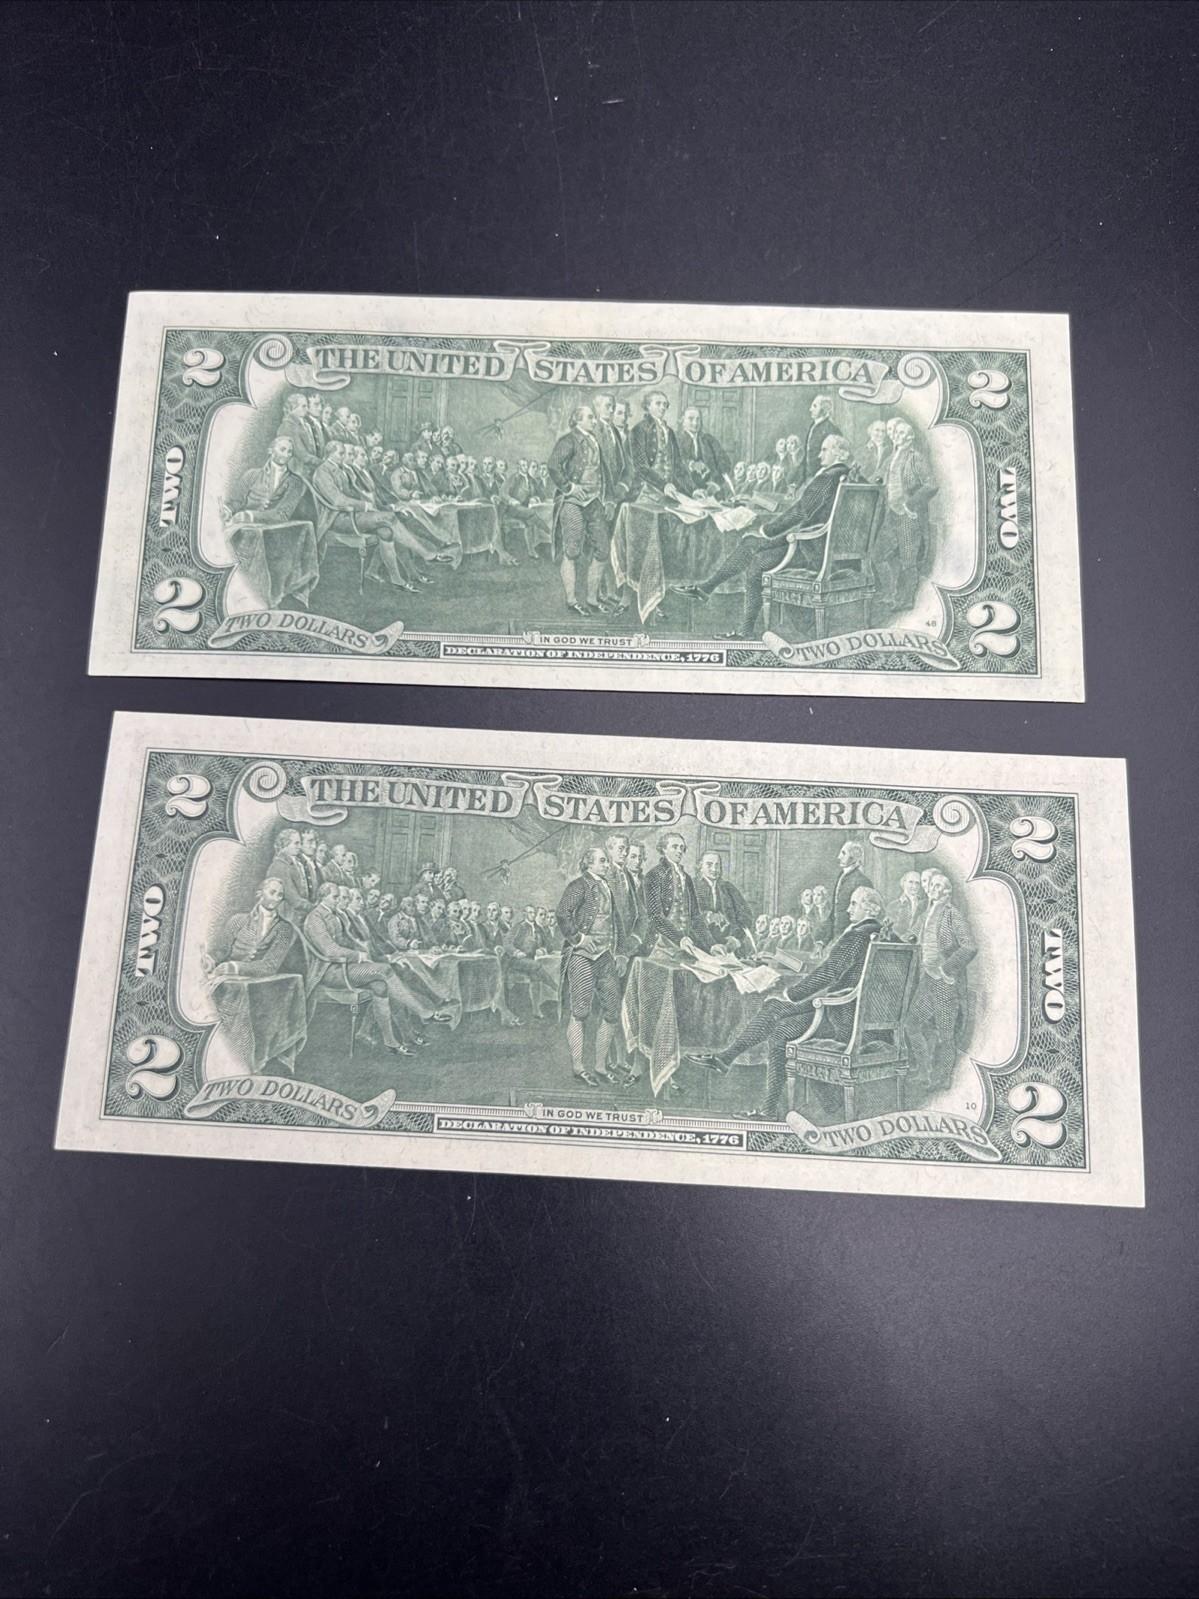 2 THE UNITED STATES OF AMERICA 2
TWO TWO
48
2 TWO DOLLARS IN GOD WE TRUST TWO DOLLARS 2
DECLARATION OF INDEPENDENCE, 1776
2 THE UNITED STATES OF AMERICA 2
TWO TWO
10
2 TWO DOLLARS IN GOD WE TRUST TWO DOLLARS 2
DECLARATION OF INDEPENDENCE, 1776